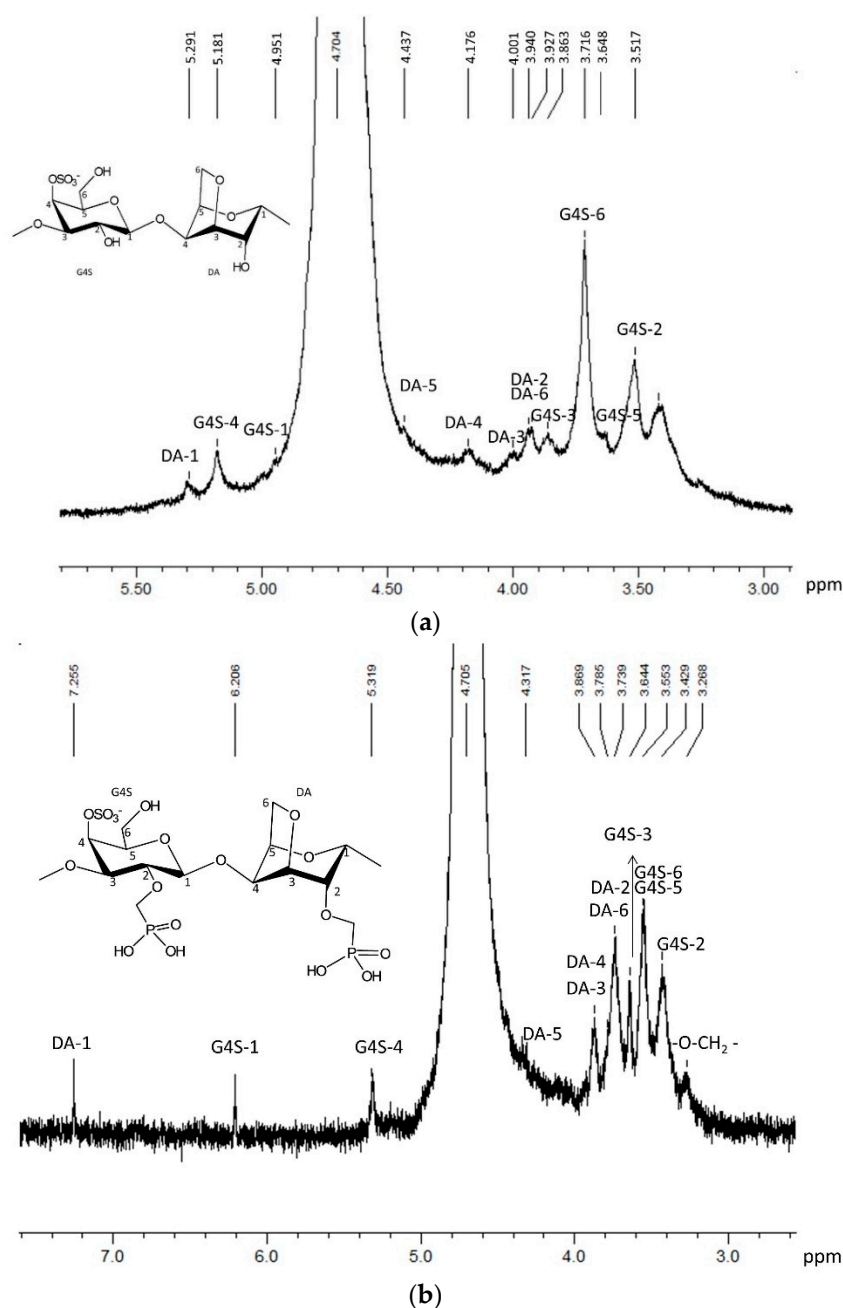 5.291
5.181
4.951
4.704
4.437
4.176
4.001
3.940
3.927
3.863
3.716
3.648
3.517
6
OH
OSO3-
4
6
5
O
O
3
2
OH
1
O
G4S
6
O
5
O
1
4
3
2
HO
DA
DA-1
G4S-4
G4S-1
DA-5
DA-4
DA-3
DA-2
DA-6
G4S-3
G4S-6
G4S-5
G4S-2
5.50
5.00
4.50
4.00
3.50
3.00
ppm
(a)
7.255
6.206
5.319
4.705
4.317
3.869
3.785
3.739
3.644
3.553
3.429
3.268
G4S
OH
OSO3-
4
6
5
O
O
3
2
1
O
O
P
O
HO
OH
DA
6
O
5
O
1
4
3
2
O
P
O
HO
OH
DA-1
G4S-1
G4S-4
DA-5
DA-4
DA-3
DA-2
DA-6
G4S-3
G4S-6
G4S-5
G4S-2
-O-CH2 -
7.0
6.0
5.0
4.0
3.0
ppm
(b)